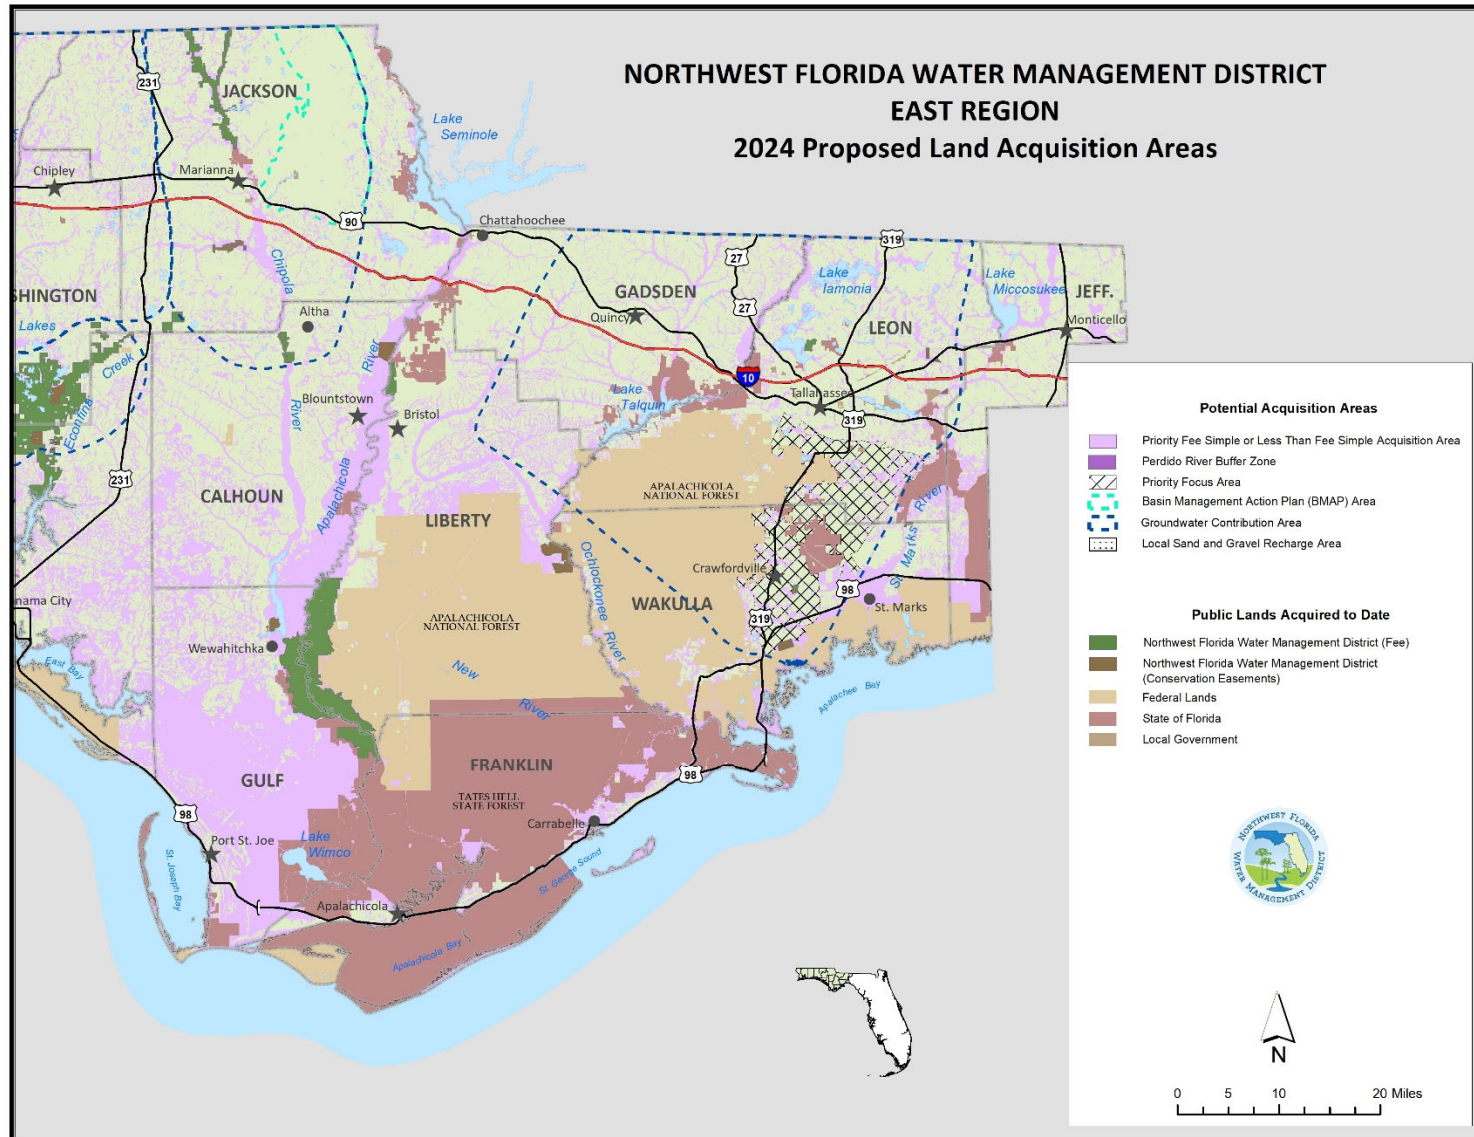 NORTHWEST FLORIDA WATER MANAGEMENT DISTRICT
EAST REGION
2024 Proposed Land Acquisition Areas
231
JACKSON
Lake
Seminole
Chipley
Marianna
90
Chattahoochee
Chipola
River
SHINGTON
Lakes
Creek
Econfina
Altha
Apalachicola
River
Blountstown
Bristol
231
CALHOUN
LIBERTY
GADSDEN
Quincy
27
27
319
Lake
Iamonia
LEON
Lake
Miccosukee
JEFF.
Monticello
10
Lake
Talquin
Tallahassee
319
APALACHICOLA
NATIONAL FOREST
Ochlockonee River
Crawfordville
WAKULLA
319
98
St. Marks River
St. Marks
nama City
East Bay
Wewahitchka
APALACHICOLA
NATIONAL FOREST
New
River
Apalachee Bay
GULF
98
Port St. Joe
St. Joseph Bay
Lake
Wimco
FRANKLIN
TATES HELL
STATE FOREST
98
Carrabelle
St. George Sound
Apalachicola
Apalachicola Bay
Potential Acquisition Areas
Priority Fee Simple or Less Than Fee Simple Acquisition Area
Perdido River Buffer Zone
Priority Focus Area
Basin Management Action Plan (BMAP) Area
Groundwater Contribution Area
Local Sand and Gravel Recharge Area
Public Lands Acquired to Date
Northwest Florida Water Management District (Fee)
Northwest Florida Water Management District
(Conservation Easements)
Federal Lands
State of Florida
Local Government
NORTHWEST FLORIDA
WATER MANAGEMENT DISTRICT
N
0 5 10 20 Miles